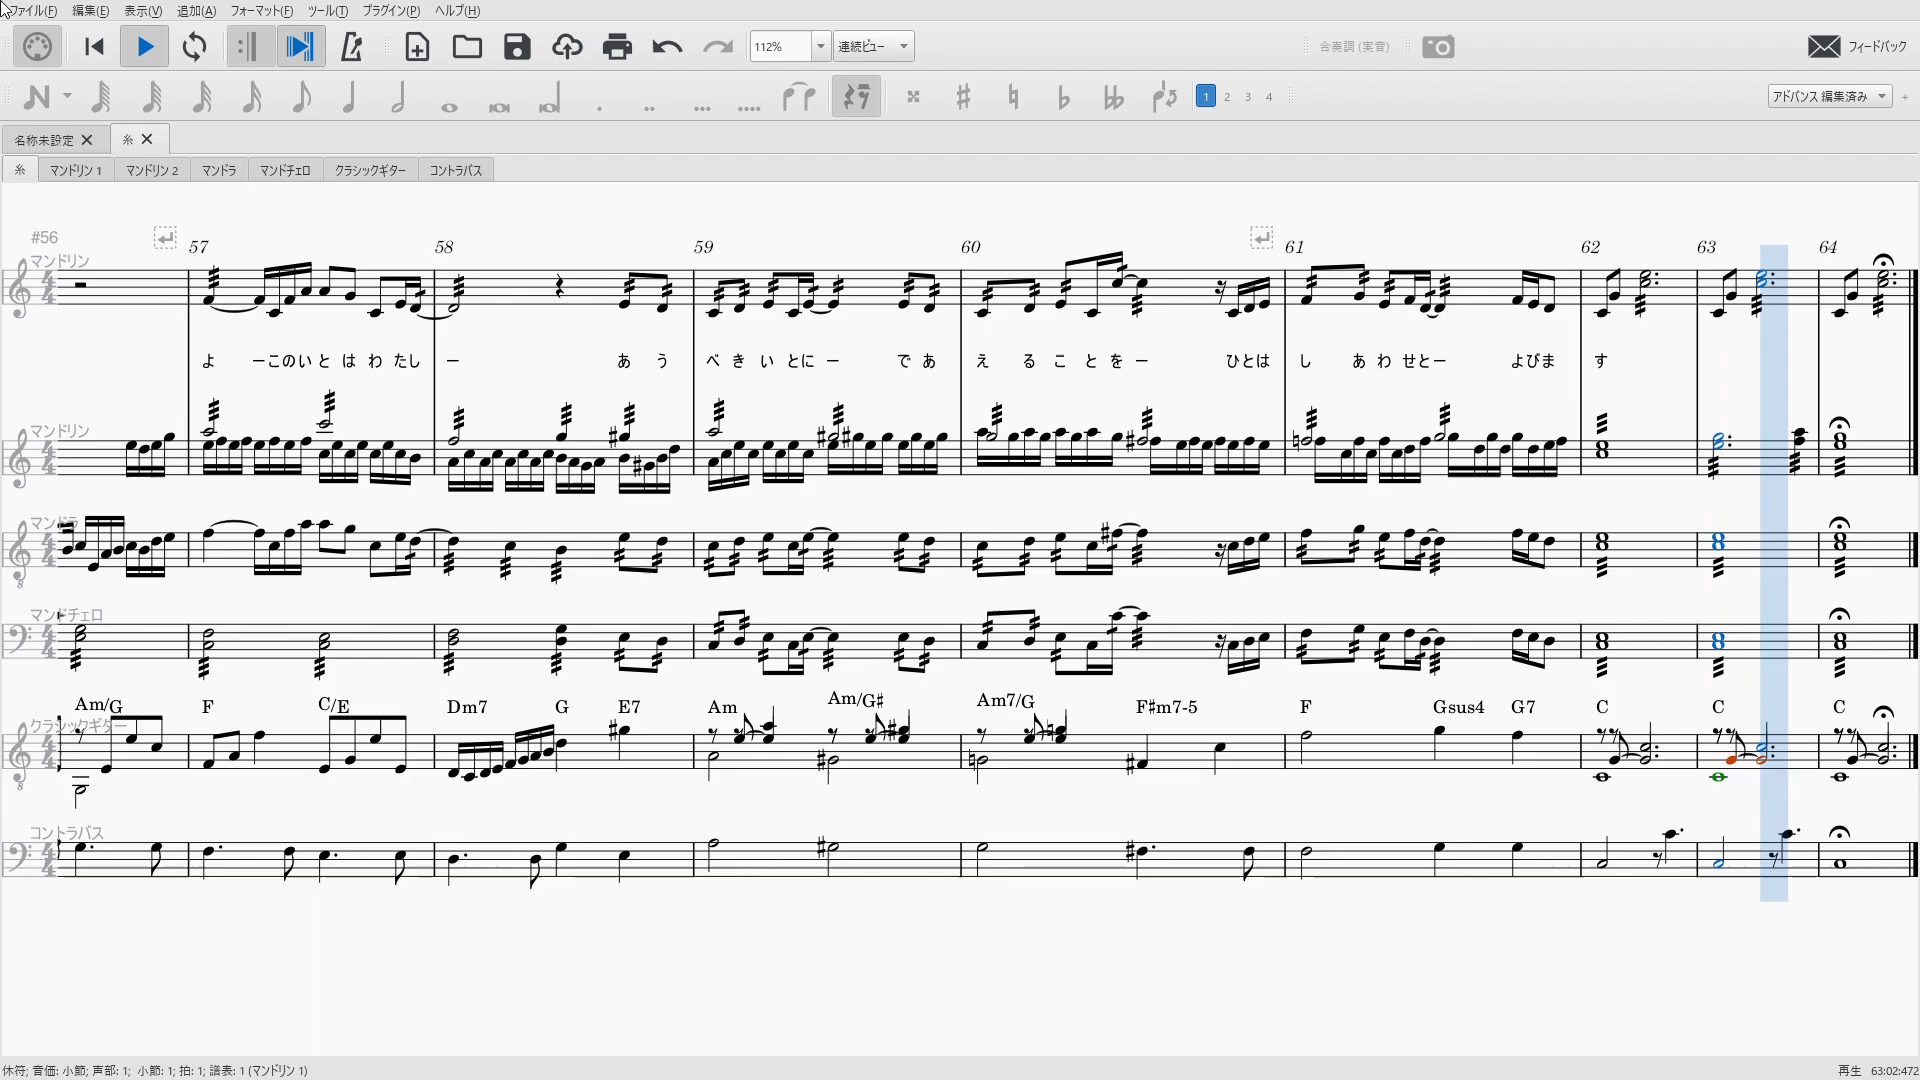 ファイル(F) 編集(E) 表示(V) 追加(A) フォーマット(F) ツール(T) プラグイン(P) ヘルプ(H)
112% 連続ビュー 合奏調 (実音) フィードバック
1 2 3 4 アドバンス 編集済み +
名称未設定 糸
糸 マンドリン 1 マンドリン 2 マンドラ マンドチェロ クラシックギター コントラバス
#56 57 58 59 60 61 62 63 64
マンドリン
よ ーこのい と は わ たし ー あ う べ き い とに ー で あ え る こ と を ー ひとは し あ わ せとー よびま す
マンドリン
マンドラ
マンドチェロ
Am/G F C/E Dm7 G E7 Am Am/G# Am7/G F#m7-5 F Gsus4 G7 C C C
クラシックギター
コントラバス
休符; 音価: 小節; 声部: 1; 小節: 1; 拍: 1; 譜表: 1 (マンドリン 1) 再生 63:02:472